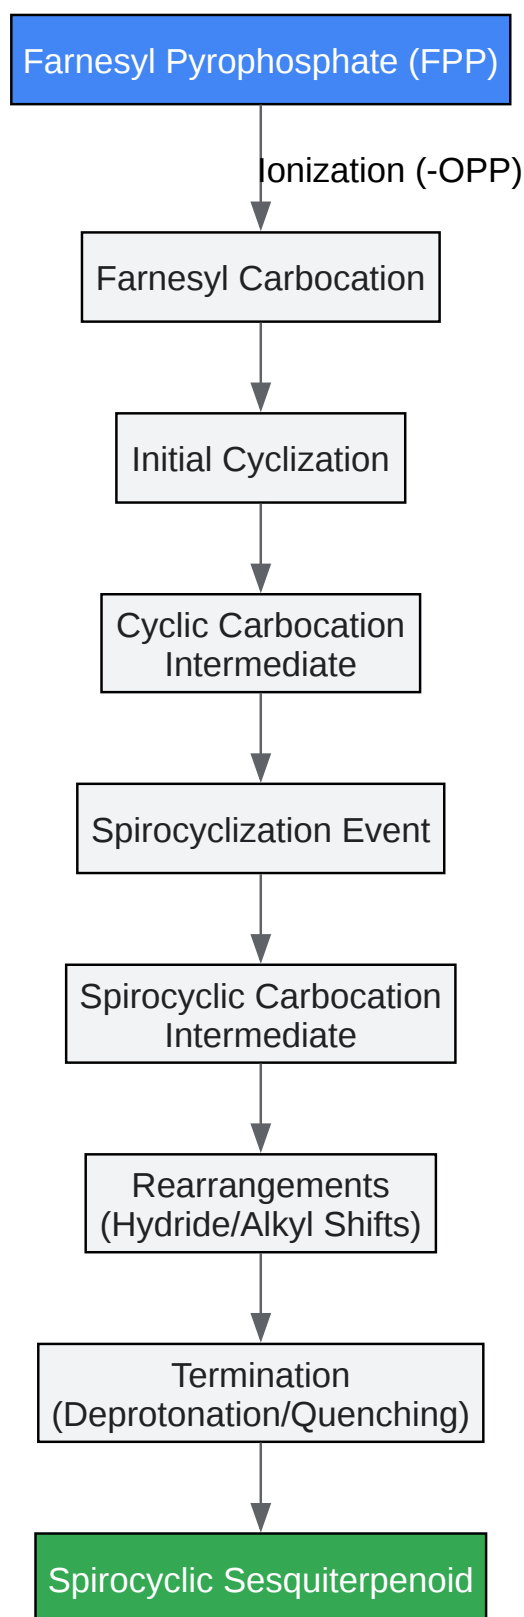 Farnesyl Pyrophosphate (FPP)
Ionization (-OPP)
Farnesyl Carbocation
Initial Cyclization
Cyclic Carbocation
Intermediate
Spirocyclization Event
Spirocyclic Carbocation
Intermediate
Rearrangements
(Hydride/Alkyl Shifts)
Termination
(Deprotonation/Quenching)
Spirocyclic Sesquiterpenoid